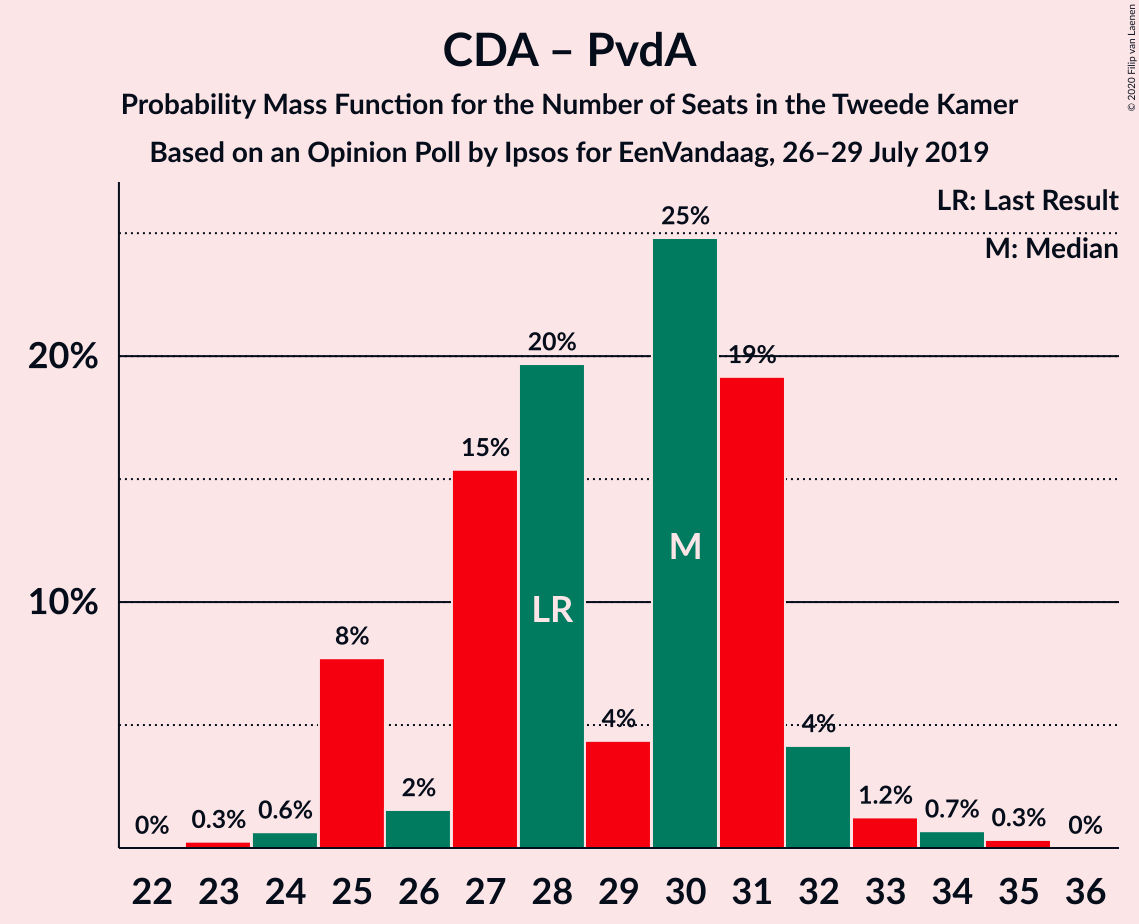 CDA – PvdA
Probability Mass Function for the Number of Seats in the Tweede Kamer
Based on an Opinion Poll by Ipsos for EenVandaag, 26–29 July 2019
© 2020 Filip van Laenen
LR: Last Result
M: Median
25%
20%
20%
19%
15%
M
10%
LR
8%
4%
4%
2%
1.2%
0.7%
0.6%
0.3%
0.3%
0%
0%
22 23 24 25 26 27 28 29 30 31 32 33 34 35 36